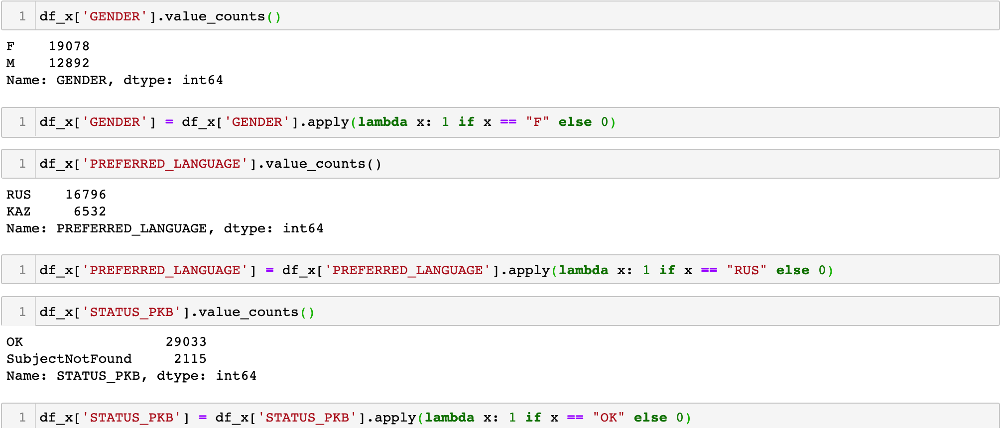 1 df_x['GENDER'].value_counts()
F 19078
M 12892
Name: GENDER, dtype: int64
1 df_x['GENDER'] = df_x['GENDER'].apply(lambda x: 1 if x == "F" else 0)
1 df_x['PREFERRED_LANGUAGE'].value_counts()
RUS 16796
KAZ 6532
Name: PREFERRED_LANGUAGE, dtype: int64
1 df_x['PREFERRED_LANGUAGE'] = df_x['PREFERRED_LANGUAGE'].apply(lambda x: 1 if x == "RUS" else 0)
1 df_x['STATUS_PKB'].value_counts()
OK 29033
SubjectNotFound 2115
Name: STATUS_PKB, dtype: int64
1 df_x['STATUS_PKB'] = df_x['STATUS_PKB'].apply(lambda x: 1 if x == "OK" else 0)